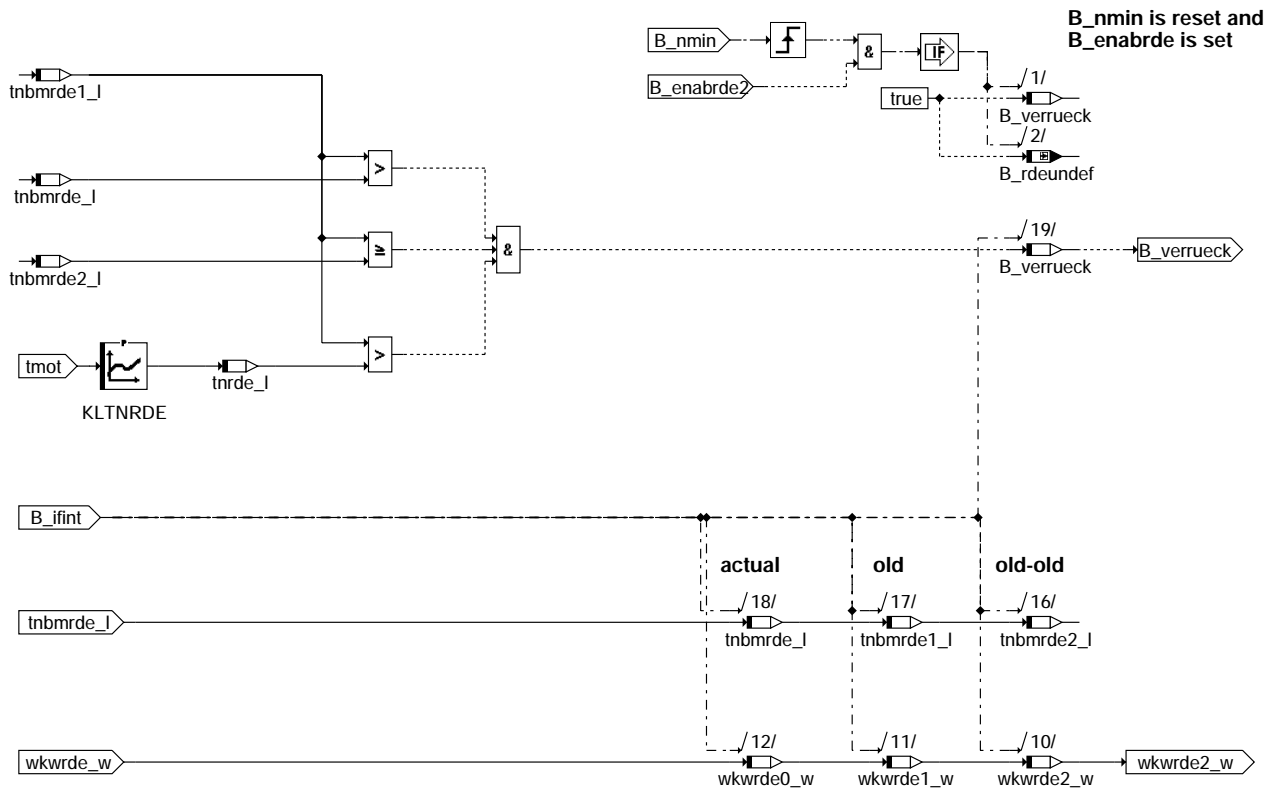 B_nmin is reset and
B_enabrde is set
B_nmin
&
IF
B_enabrde2
true
/1/
B_verrueck
/2/
B_rdeundef
tnbmrde1_l
>
tnbmrde_l
≥
&
/19/
B_verrueck
B_verrueck
tnbmrde2_l
>
tmot
P
tnrde_l
KLTNRDE
B_ifint
actual
old
old-old
tnbmrde_l
/18/
/17/
/16/
tnbmrde_l
tnbmrde1_l
tnbmrde2_l
wkwrde_w
/12/
/11/
/10/
wkwrde2_w
wkwrde0_w
wkwrde1_w
wkwrde2_w